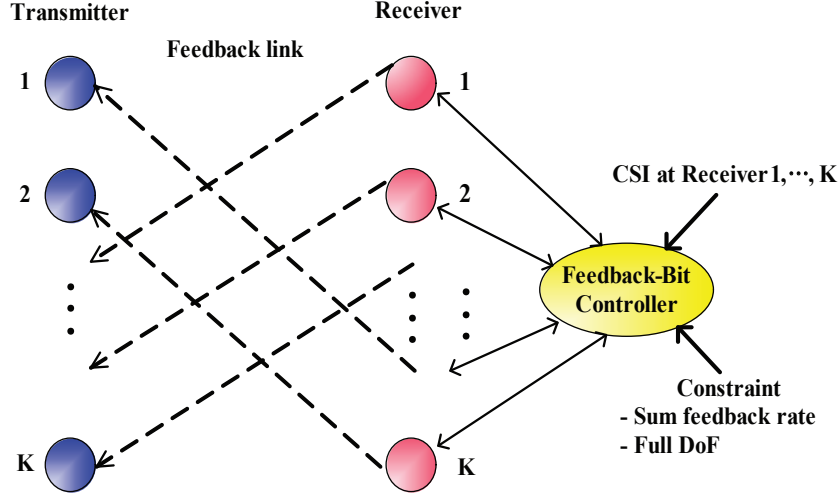 Transmitter
Receiver
Feedback link
1
1
2
2
CSI at Receiver 1, ⋯, K
Feedback-Bit
Controller
Constraint
- Sum feedback rate
- Full DoF
K
K